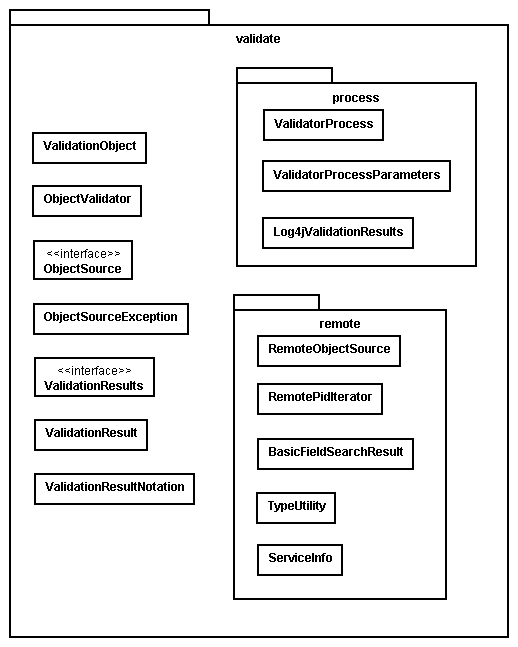 validate
ValidationObject
ObjectValidator
<<interface>>
ObjectSource
ObjectSourceException
<<interface>>
ValidationResults
ValidationResult
ValidationResultNotation
process
ValidatorProcess
ValidatorProcessParameters
Log4jValidationResults
remote
RemoteObjectSource
RemotePidIterator
BasicFieldSearchResult
TypeUtility
ServiceInfo